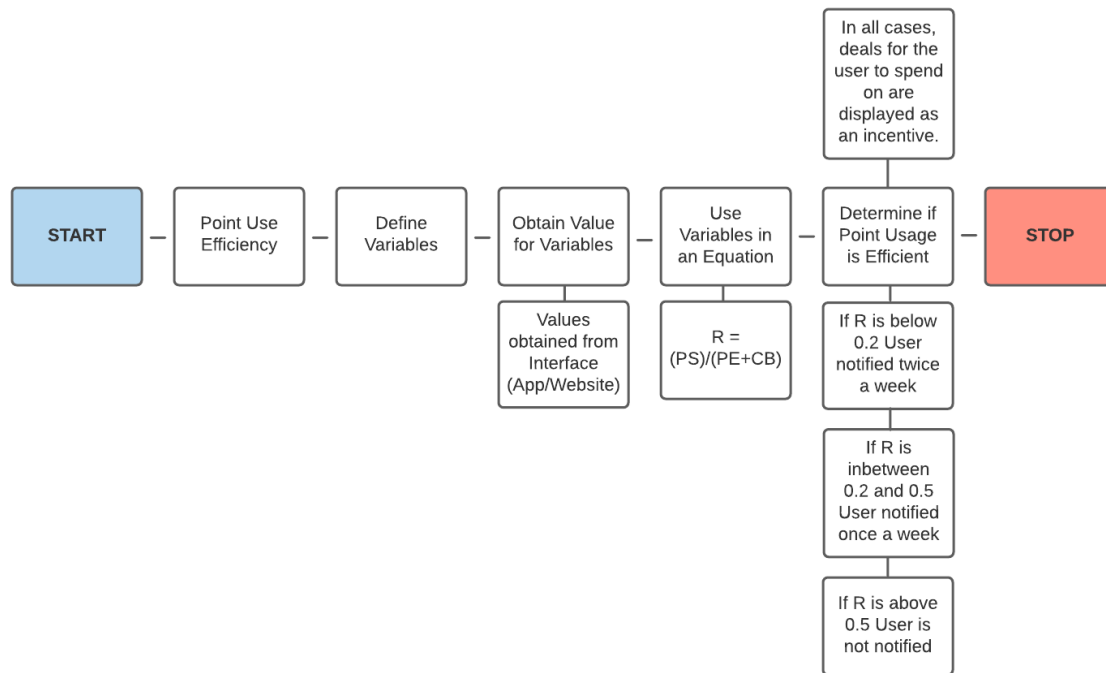 In all cases,
deals for the
user to spend
on are
displayed as
an incentive.
START
Point Use
Efficiency
Define
Variables
Obtain Value
for Variables
Use
Variables in
an Equation
Determine if
Point Usage
is Efficient
STOP
Values
obtained from
Interface
(App/Website)
R =
(PS)/(PE+CB)
If R is below
0.2 User
notified twice
a week
If R is
inbetween
0.2 and 0.5
User notified
once a week
If R is above
0.5 User is
not notified